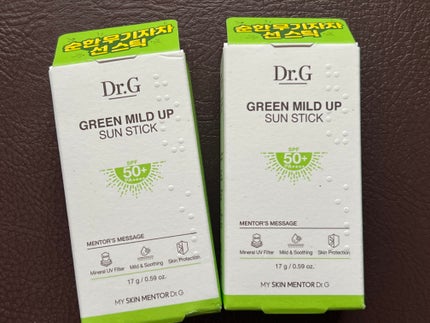 순한 무기자차
선 스틱
Dr.G
GREEN MILD UP
SUN STICK
SPF
50+
PA++++
MENTOR'S MESSAGE
Mineral UV Filter Mild & Soothing Skin Protection
17 g / 0.59 oz.
MY SKIN MENTOR Dr.G
순한 무기자차
선 스틱
Dr.G
GREEN MILD UP
SUN STICK
SPF
50+
PA++++
MENTOR'S MESSAGE
Mineral UV Filter Mild & Soothing Skin Protection
17 g / 0.59 oz.
MY SKIN MENTOR Dr.G